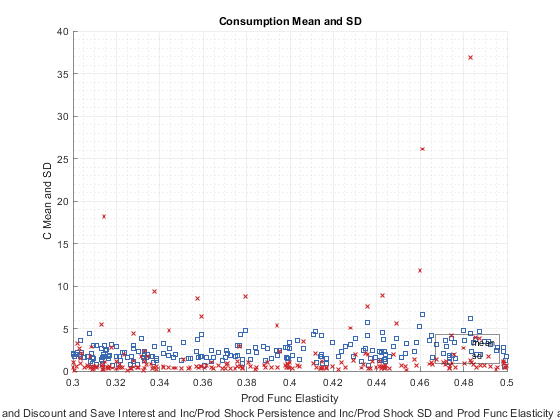 Consumption Mean and SD
C Mean and SD
40
35
30
25
20
15
10
5
0
0.3 0.32 0.34 0.36 0.38 0.4 0.42 0.44 0.46 0.48 0.5
Prod Func Elasticity
and Discount and Save Interest and Inc/Prod Shock Persistence and Inc/Prod Shock SD and Prod Func Elasticity